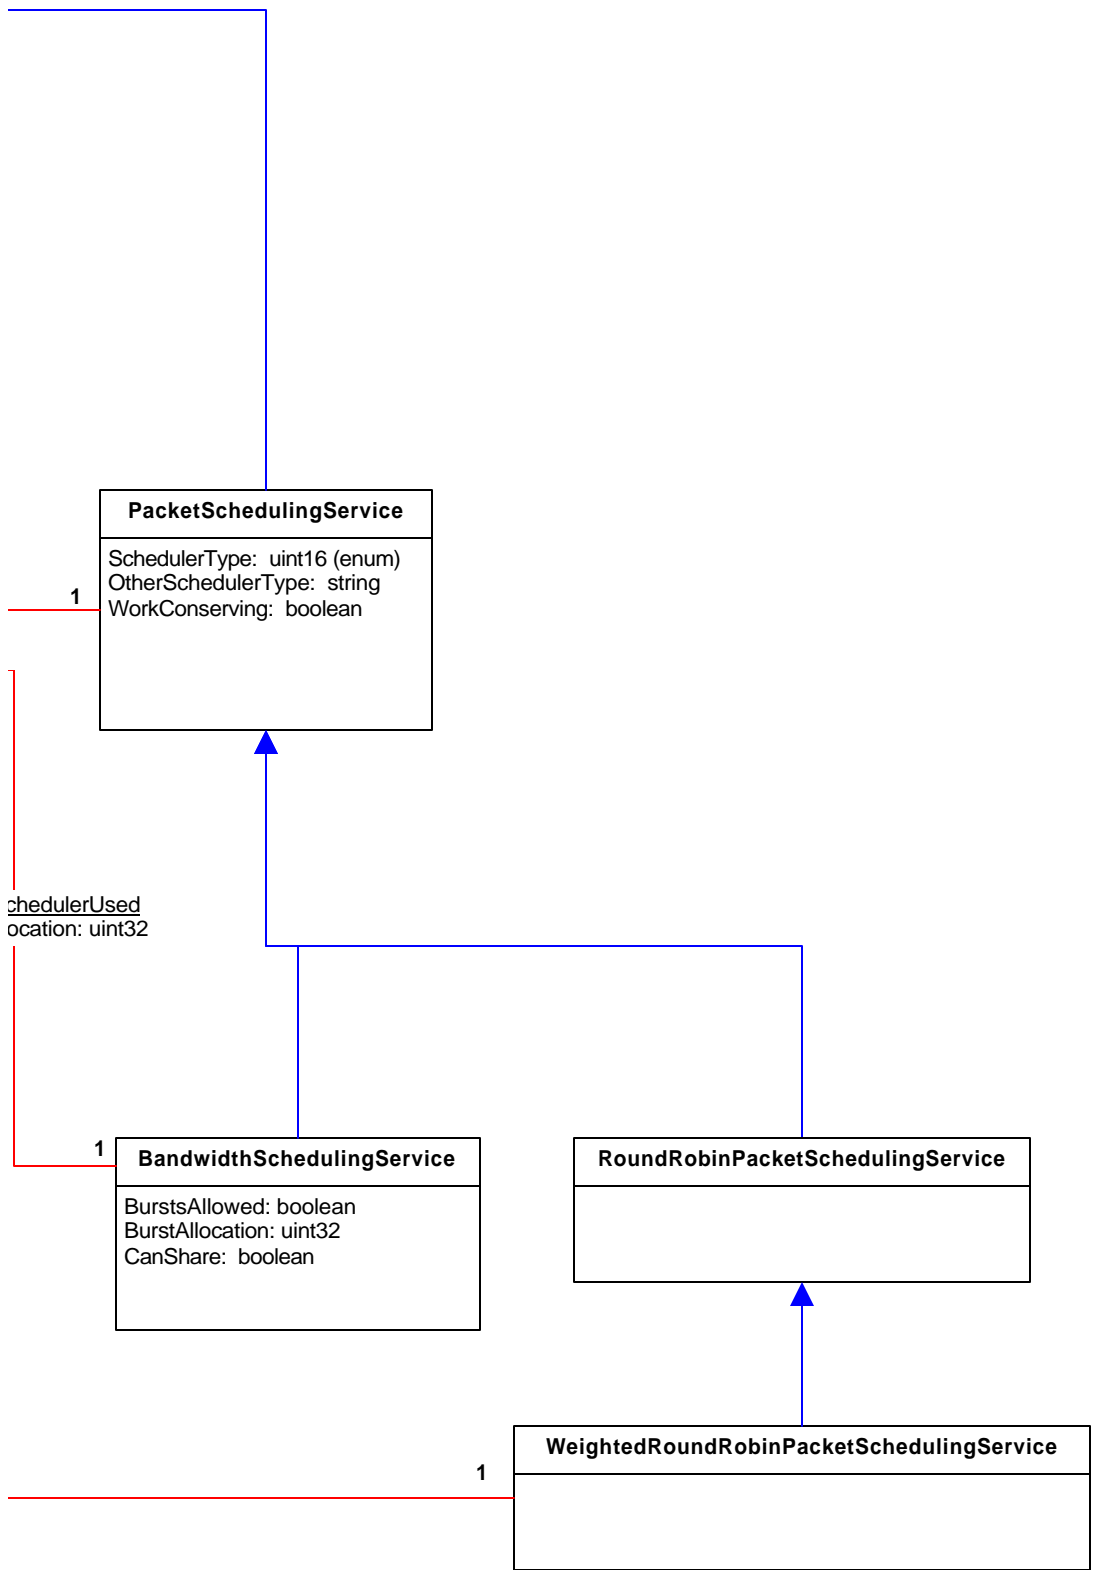 PacketSchedulingService
SchedulerType:  uint16 (enum)
OtherSchedulerType:  string
WorkConserving:  boolean
1
chedulerUsed
ocation: uint32
1
BandwidthSchedulingService
BurstsAllowed: boolean
BurstAllocation: uint32
CanShare:  boolean
RoundRobinPacketSchedulingService
WeightedRoundRobinPacketSchedulingService
1